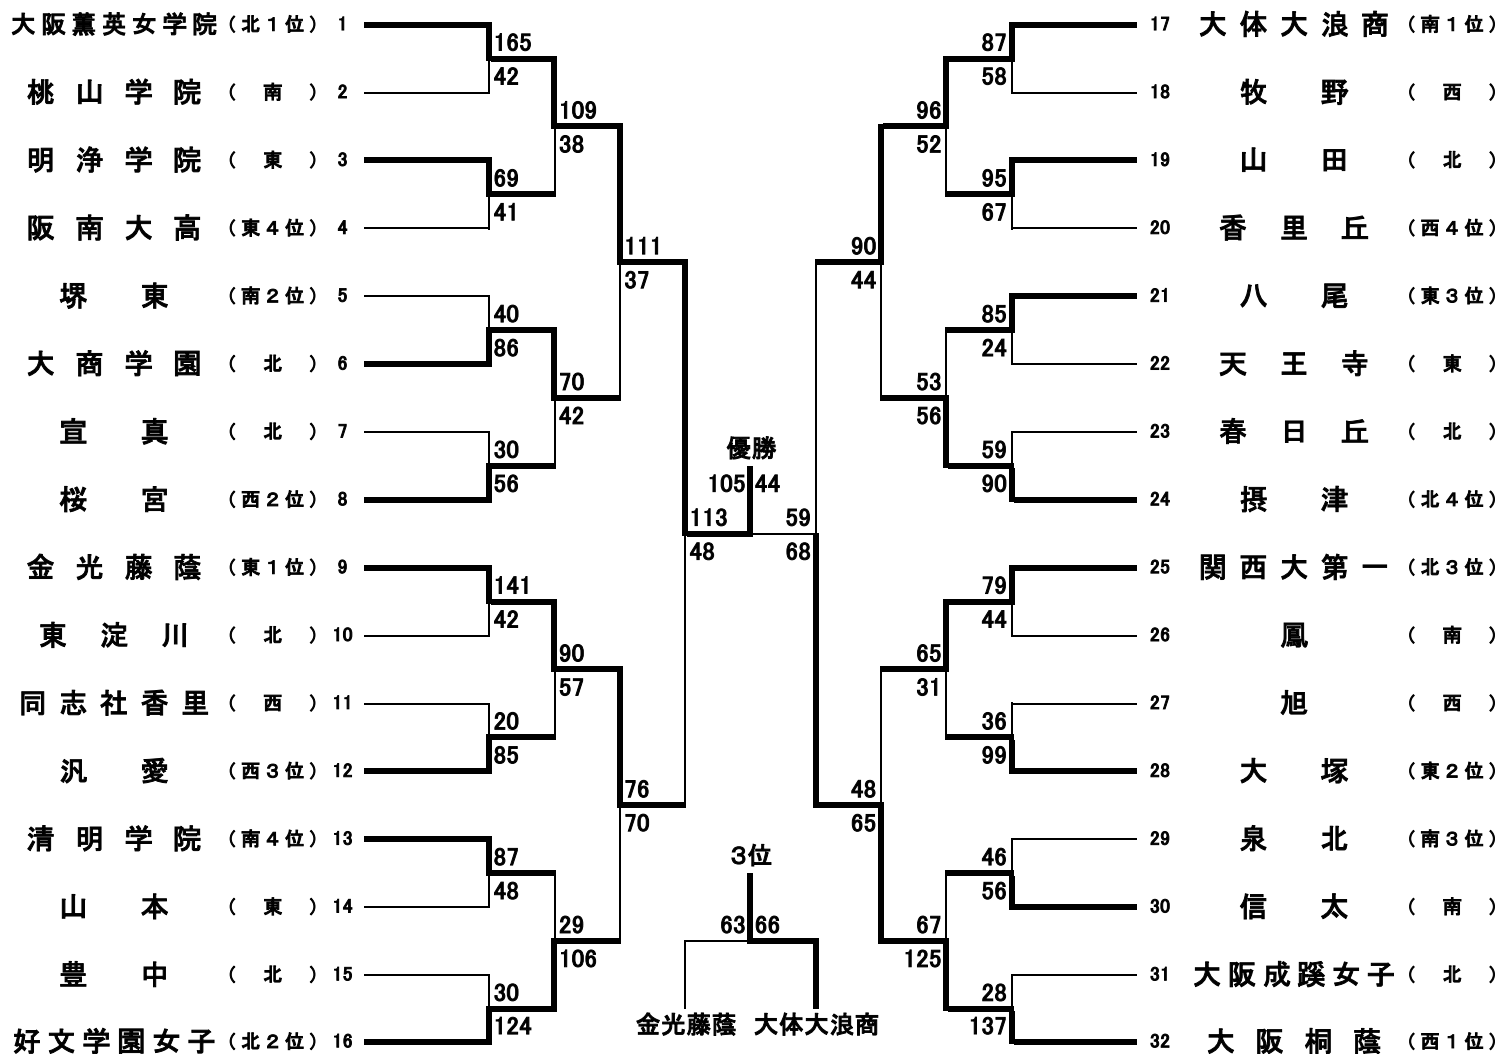 大阪薫英女学院 (北1位) 1
165
42
桃山学院 ( 南 ) 2
109
38
明浄学院 ( 東 ) 3
69
41
阪南大高 (東4位) 4
111
37
堺東 (南2位) 5
40
86
大商学園 ( 北 ) 6
70
42
宣真 ( 北 ) 7
30
56
桜宮 (西2位) 8
113
48
金光藤蔭 (東1位) 9
141
42
東淀川 ( 北 ) 10
90
57
同志社香里 ( 西 ) 11
20
85
汎愛 (西3位) 12
76
70
清明学院 (南4位) 13
87
48
山本 ( 東 ) 14
29
106
豊中 ( 北 ) 15
30
124
好文学園女子 (北2位) 16
優勝
105 44
3位
63 66
金光藤蔭 大体大浪商
17 大体大浪商 (南1位)
87
58
18 牧野 ( 西 )
96
52
19 山田 ( 北 )
95
67
20 香里丘 (西4位)
90
44
21 八尾 (東3位)
85
24
22 天王寺 ( 東 )
53
56
23 春日丘 ( 北 )
59
90
24 摂津 (北4位)
59
68
25 関西大第一 (北3位)
79
44
26 鳳 ( 南 )
65
31
27 旭 ( 西 )
36
99
28 大塚 (東2位)
48
65
29 泉北 (南3位)
46
56
30 信太 ( 南 )
67
125
31 大阪成蹊女子 ( 北 )
28
137
32 大阪桐蔭 (西1位)